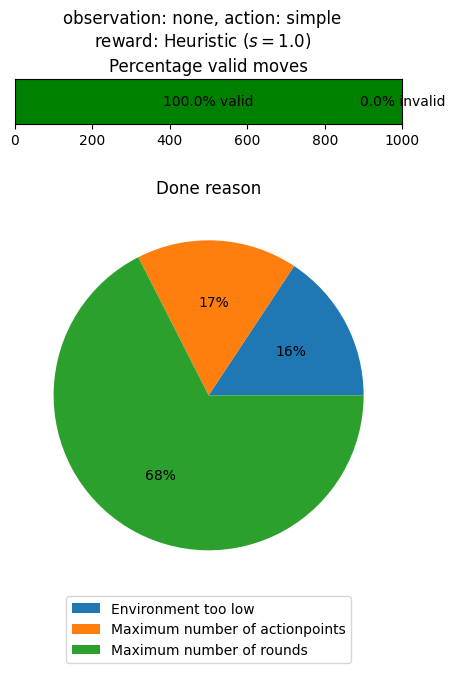 observation: none, action: simple
reward: Heuristic (s = 1.0)
Percentage valid moves
100.0% valid
0.0% invalid
0 200 400 600 800 1000
Done reason
17%
16%
68%
Environment too low
Maximum number of actionpoints
Maximum number of rounds